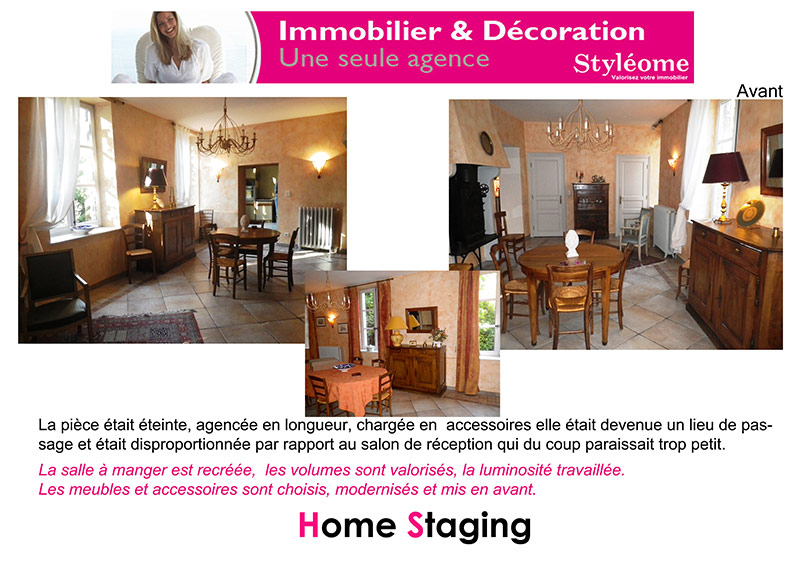 Immobilier & Décoration
Une seule agence
Styléome
Valorisez votre immobilier
Avant
La pièce était éteinte, agencée en longueur, chargée en  accessoires elle était devenue un lieu de pas-
sage et était disproportionnée par rapport au salon de réception qui du coup paraissait trop petit.
La salle à manger est recréée,  les volumes sont valorisés, la luminosité travaillée.
Les meubles et accessoires sont choisis, modernisés et mis en avant.
Home Staging